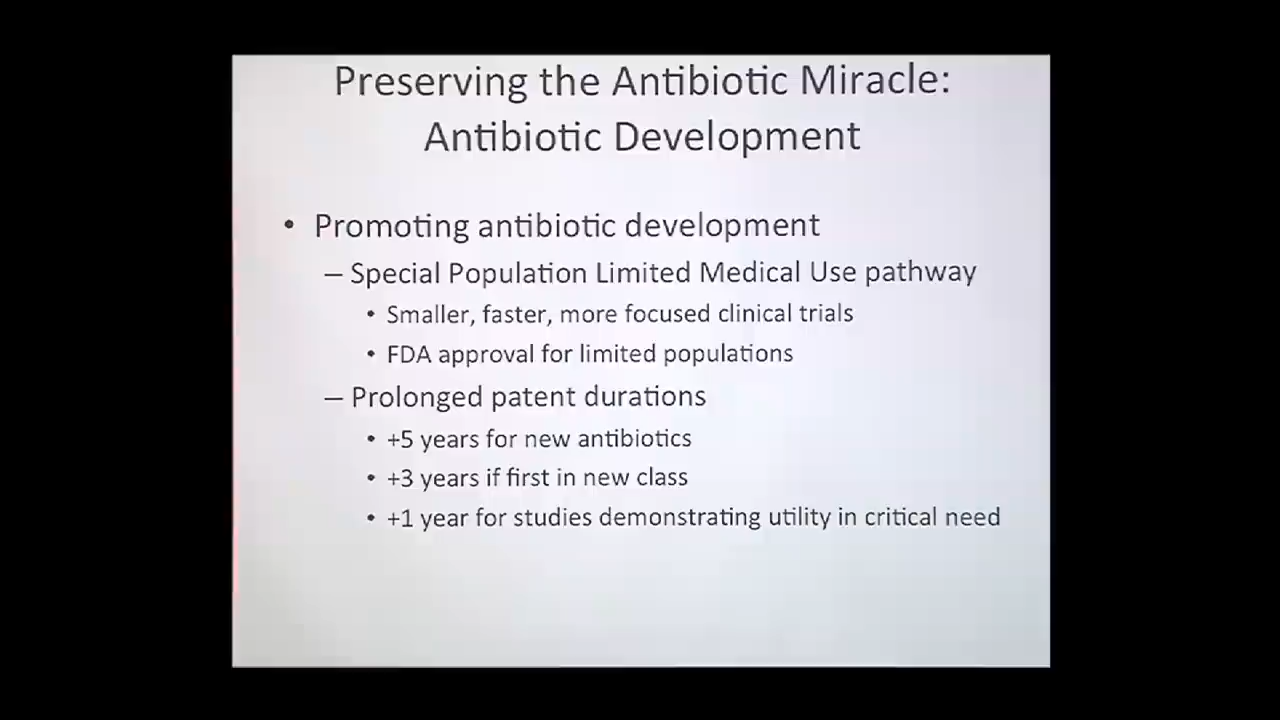 Preserving the Antibiotic Miracle:
Antibiotic Development
• Promoting antibiotic development
– Special Population Limited Medical Use pathway
• Smaller, faster, more focused clinical trials
• FDA approval for limited populations
– Prolonged patent durations
• +5 years for new antibiotics
• +3 years if first in new class
• +1 year for studies demonstrating utility in critical need